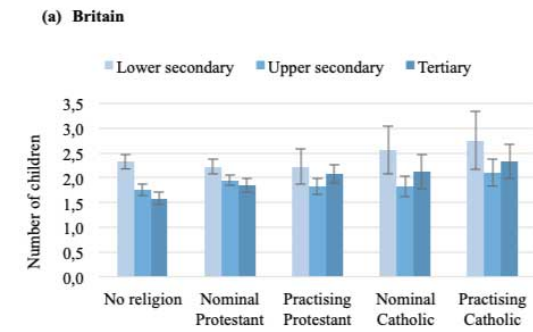 (a) Britain
Lower secondary Upper secondary Tertiary
Number of children
3,5
3,0
2,5
2,0
1,5
1,0
0,5
0,0
No religion Nominal Practising Nominal Practising
Protestant Protestant Catholic Catholic